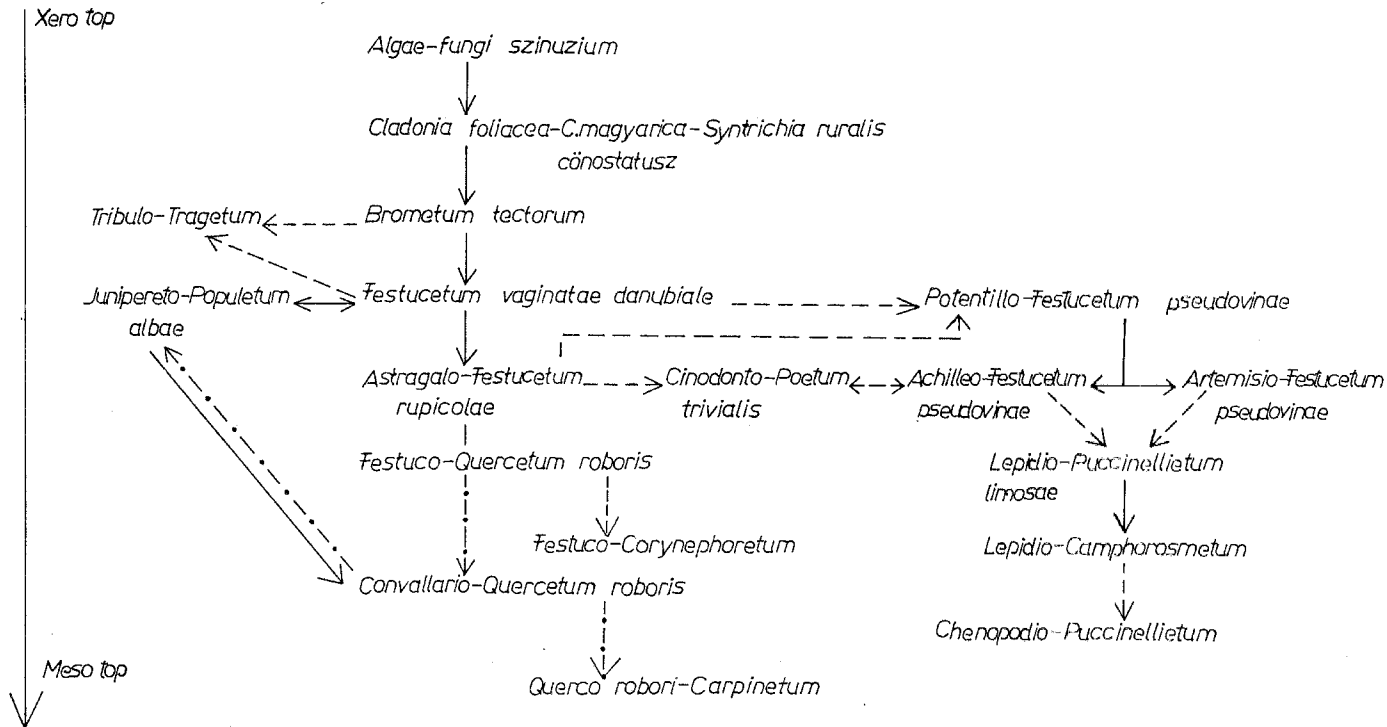 Xero top
Algae-fungi szinuzium
Cladonia foliacea-C.magyarica-Syntrichia ruralis
cönostatusz
Tribulo-Tragetum
Brometum tectorum
Junipereto-Populetum
albae
Festucetum vaginatae danubiale
Potentillo-Festucetum pseudovinae
Astragalo-Festucetum
rupicolae
Cinodonto-Poetum
trivialis
Achilleo-Festucetum
pseudovinae
Artemisio-Festucetum
pseudovinae
Festuco-Quercetum roboris
Lepidio-Puccinellietum
limosae
Festuco-Corynephoretum
Lepidio-Camphorosmetum
Convallario-Quercetum roboris
Chenopodio-Puccinellietum
Meso top
Querco robori-Carpinetum